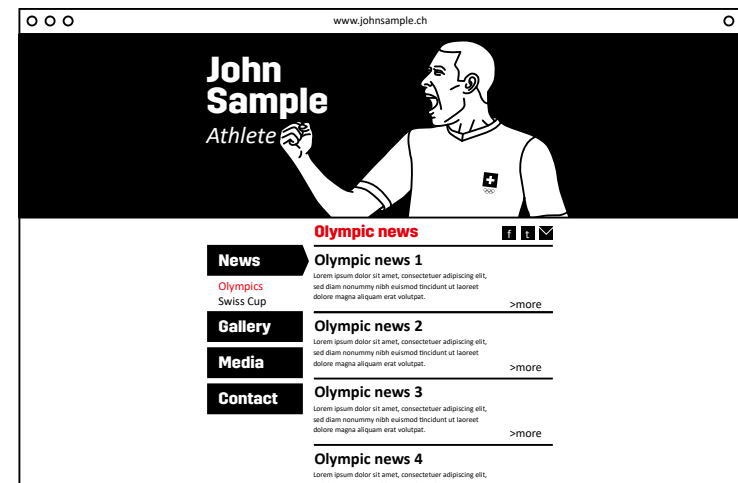 www.johnsample.ch
John
Sample
Athlete
Olympic news
f t
News
Olympics
Swiss Cup
Gallery
Media
Contact
Olympic news 1
Lorem ipsum dolor sit amet, consectetuer adipiscing elit,
sed diam nonummy nibh euismod tincidunt ut laoreet
dolore magna aliquam erat volutpat.
>more
Olympic news 2
Lorem ipsum dolor sit amet, consectetuer adipiscing elit,
sed diam nonummy nibh euismod tincidunt ut laoreet
dolore magna aliquam erat volutpat.
>more
Olympic news 3
Lorem ipsum dolor sit amet, consectetuer adipiscing elit,
sed diam nonummy nibh euismod tincidunt ut laoreet
dolore magna aliquam erat volutpat.
>more
Olympic news 4
Lorem ipsum dolor sit amet, consectetuer adipiscing elit,